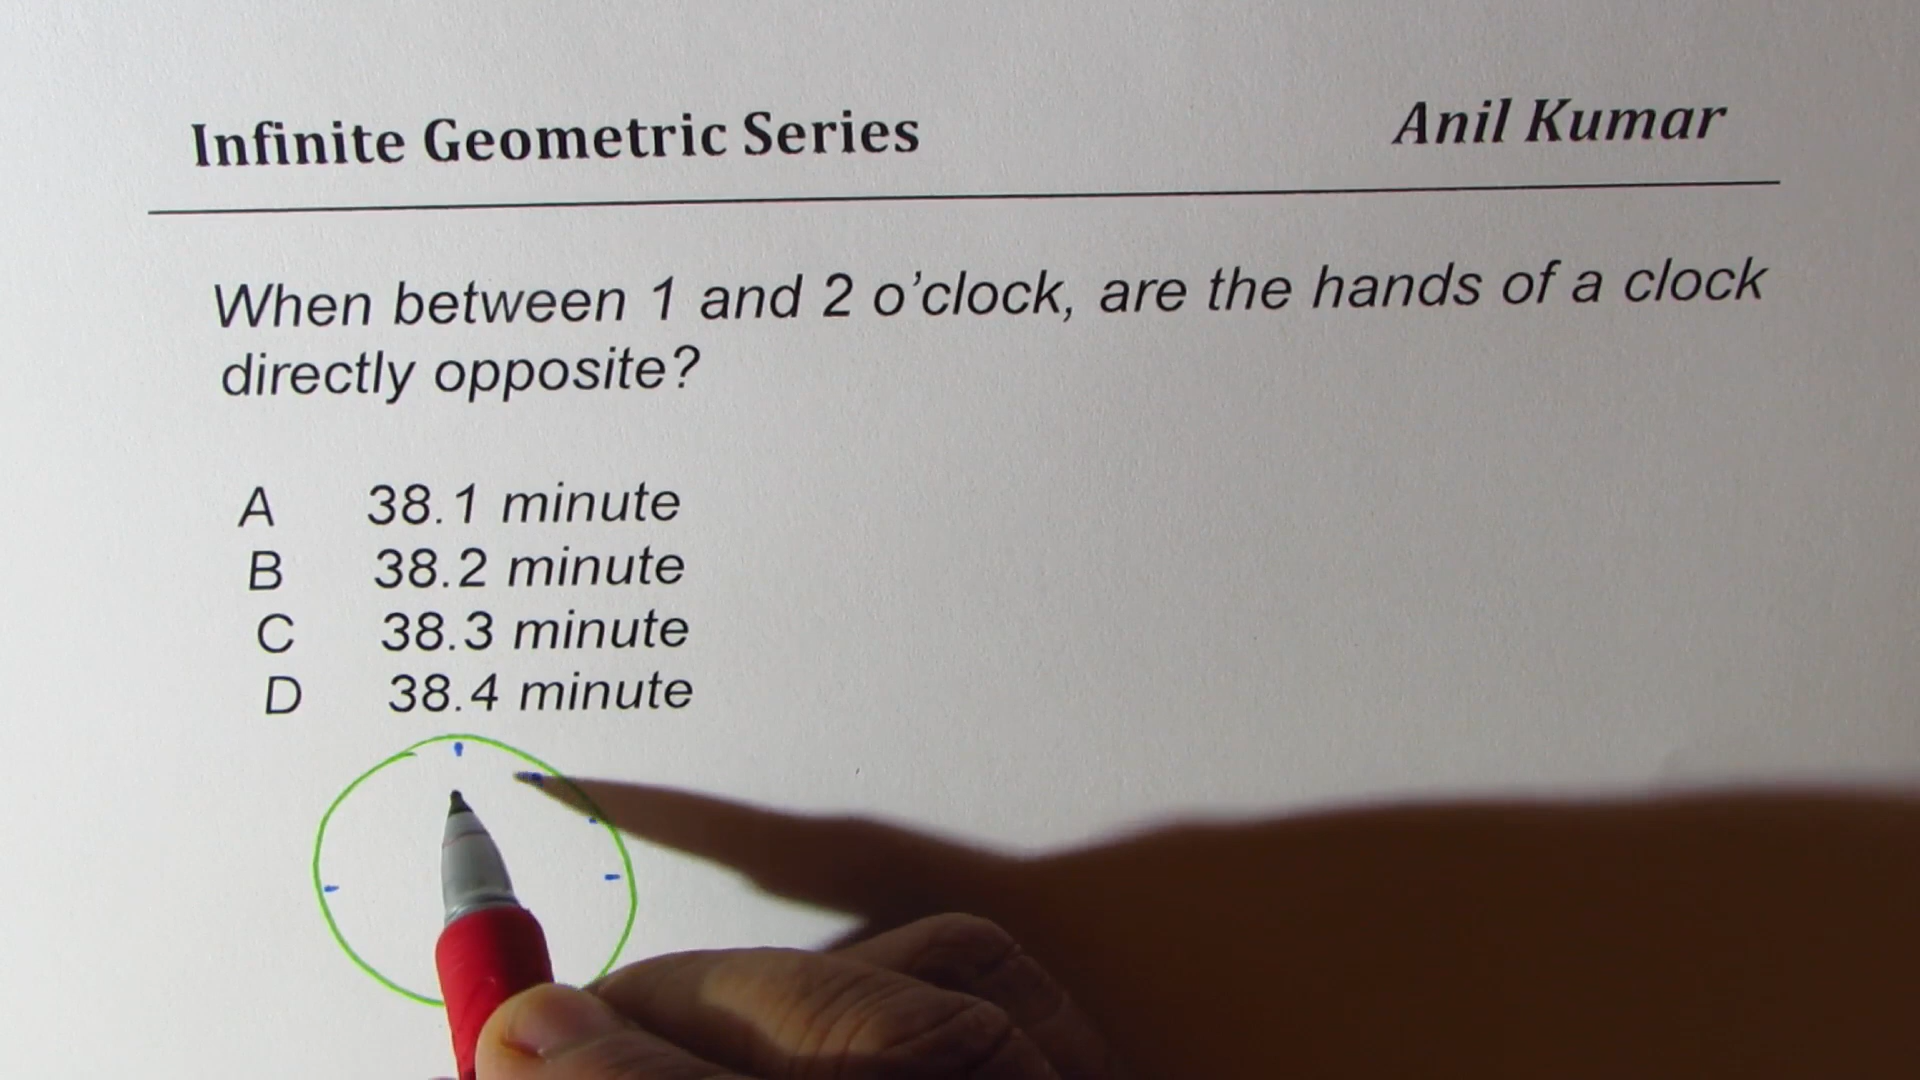 Infinite Geometric Series Anil Kumar
When between 1 and 2 o'clock, are the hands of a clock
directly opposite?
A 38.1 minute
B 38.2 minute
C 38.3 minute
D 38.4 minute